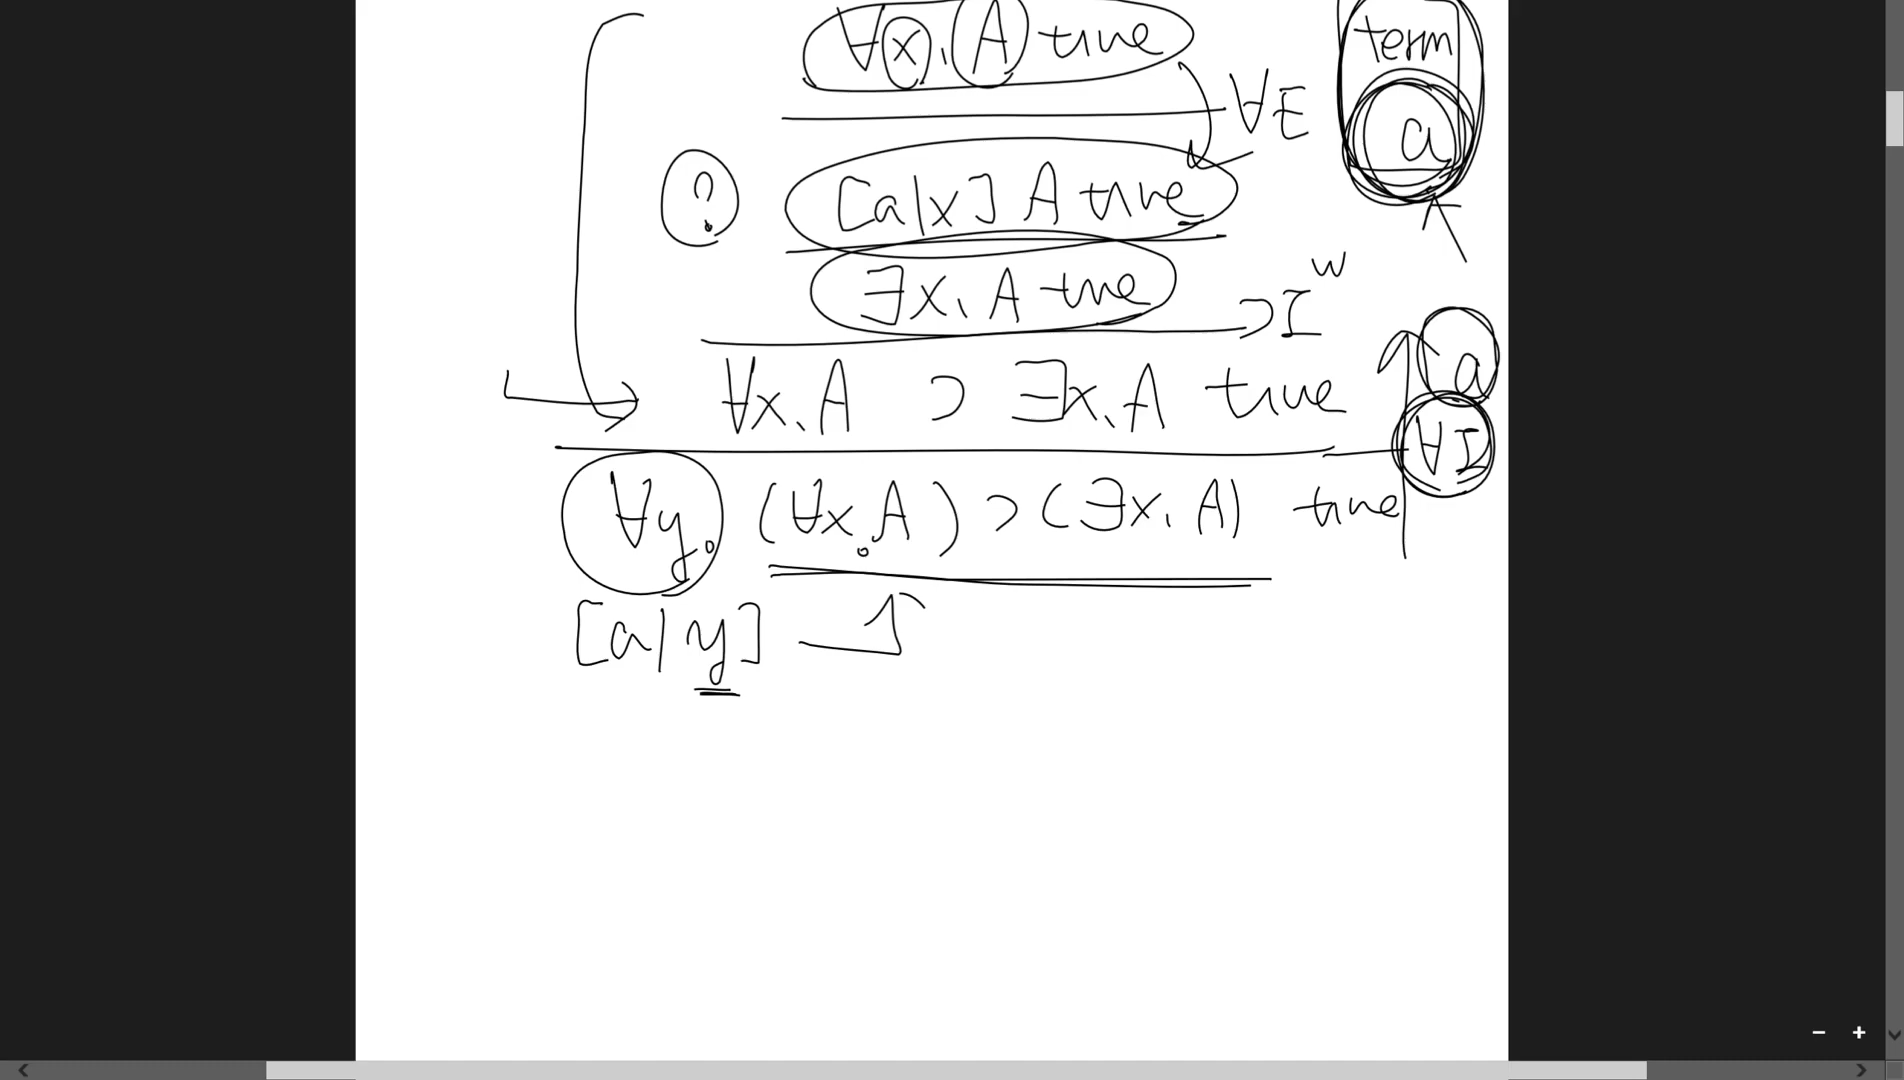 ∀x. A true
term
∀E
a
? [a/x] A true
∃x. A true
⊃I^w
∀x. A ⊃ ∃x. A true
a
∀I
∀y. (∀x. A) ⊃ (∃x. A) true
[a/y]